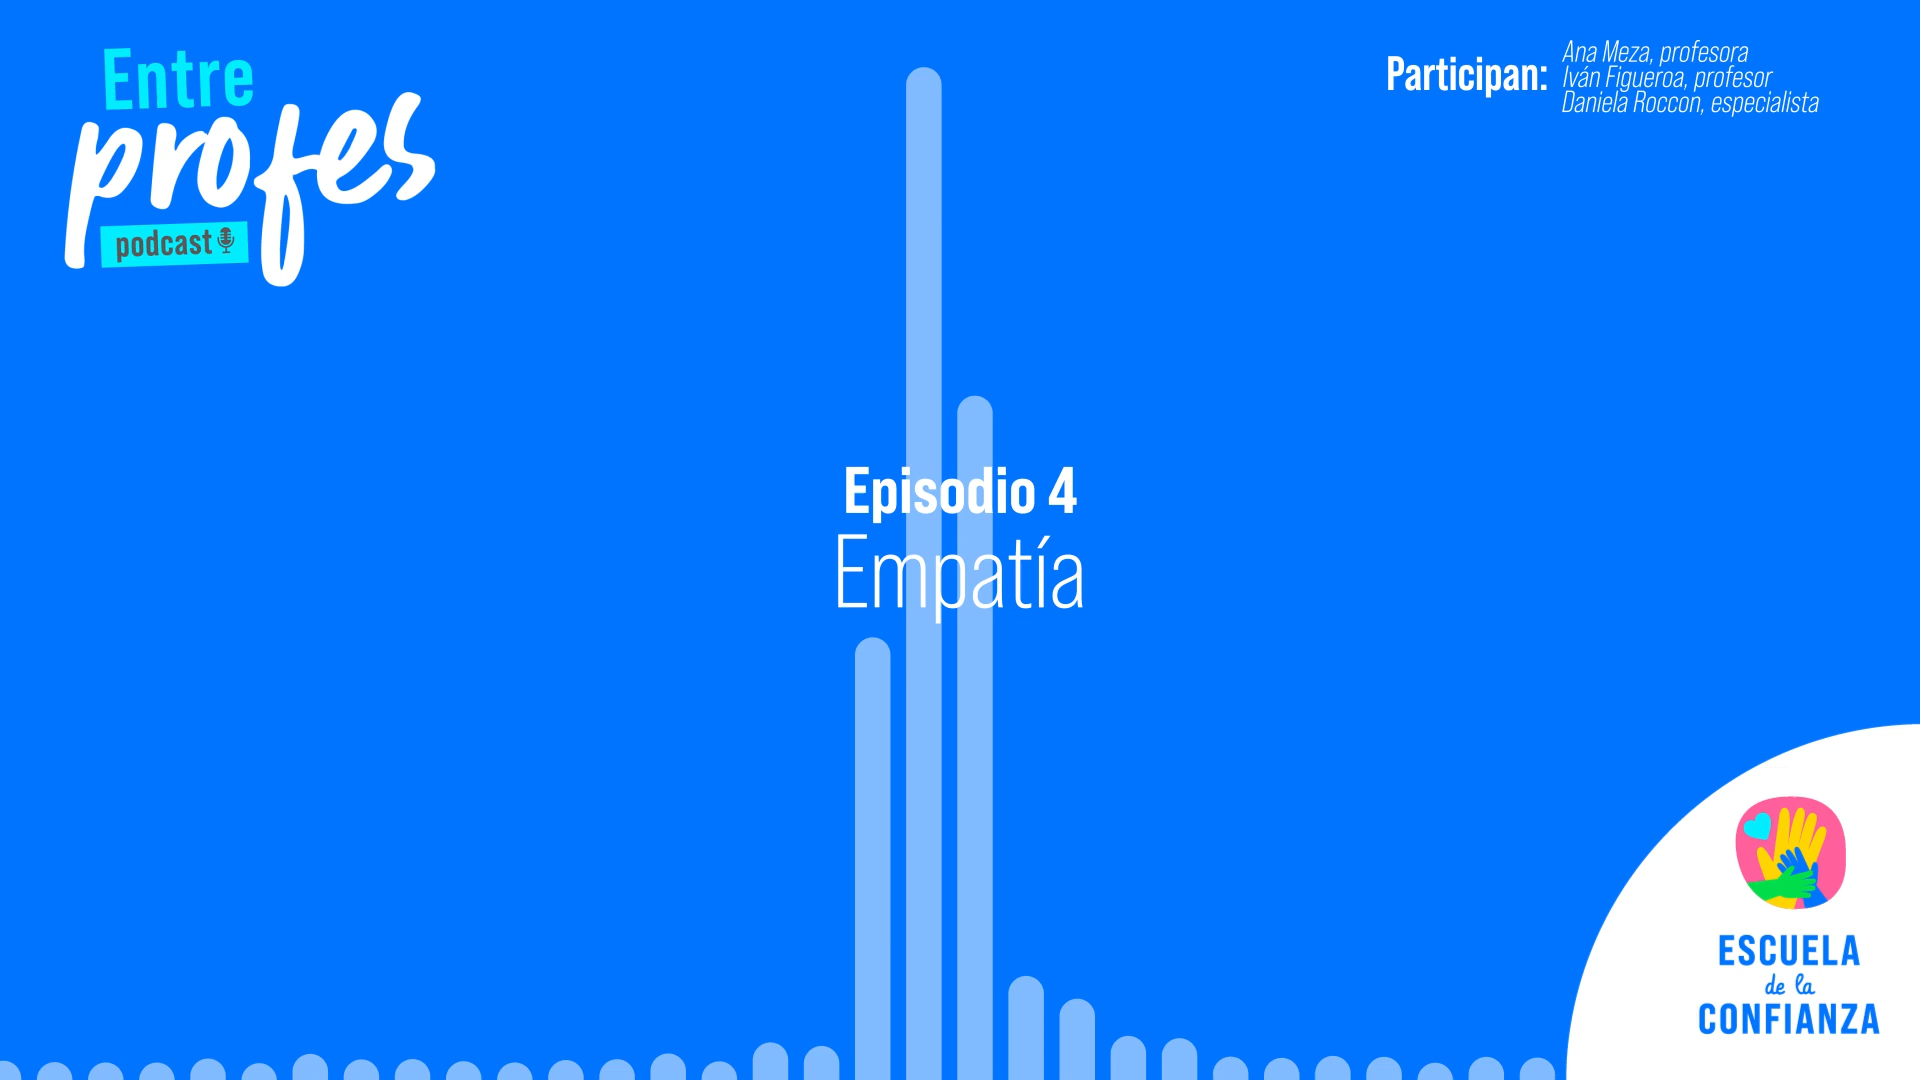 Entre
profes
podcast
Participan:
Ana Meza, profesora
Iván Figueroa, profesor
Daniela Roccon, especialista
Episodio 4
Empatía
ESCUELA
de la
CONFIANZA